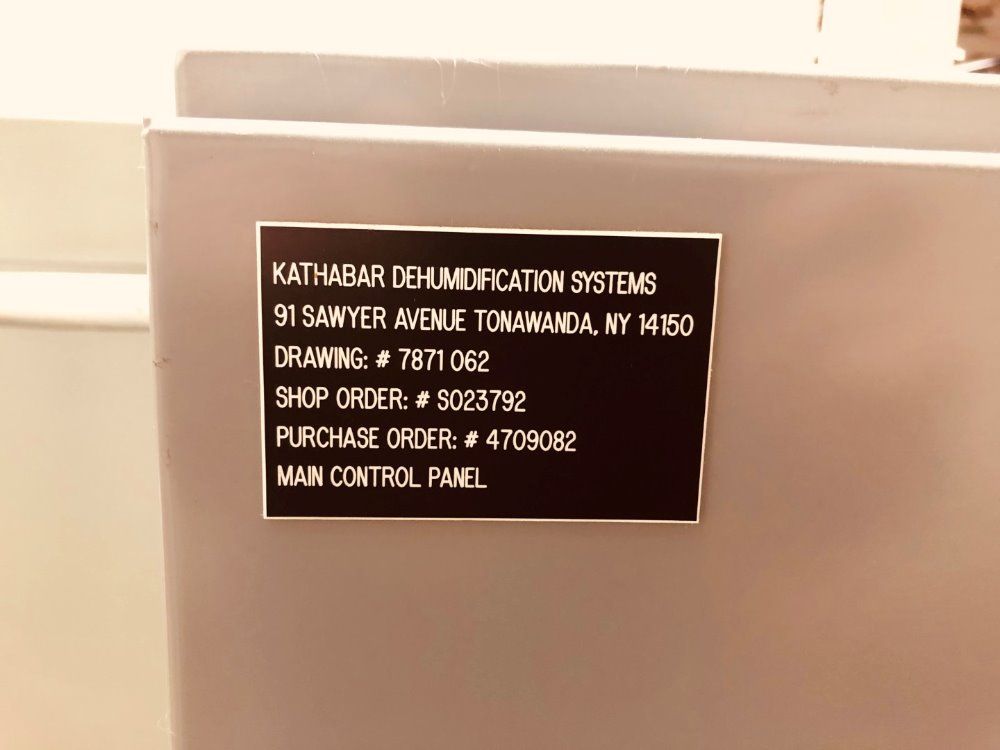 KATHABAR DEHUMIDIFICATION SYSTEMS
91 SAWYER AVENUE TONAWANDA, NY 14150
DRAWING: # 7871 062
SHOP ORDER: # SO23792
PURCHASE ORDER: # 4709082
MAIN CONTROL PANEL